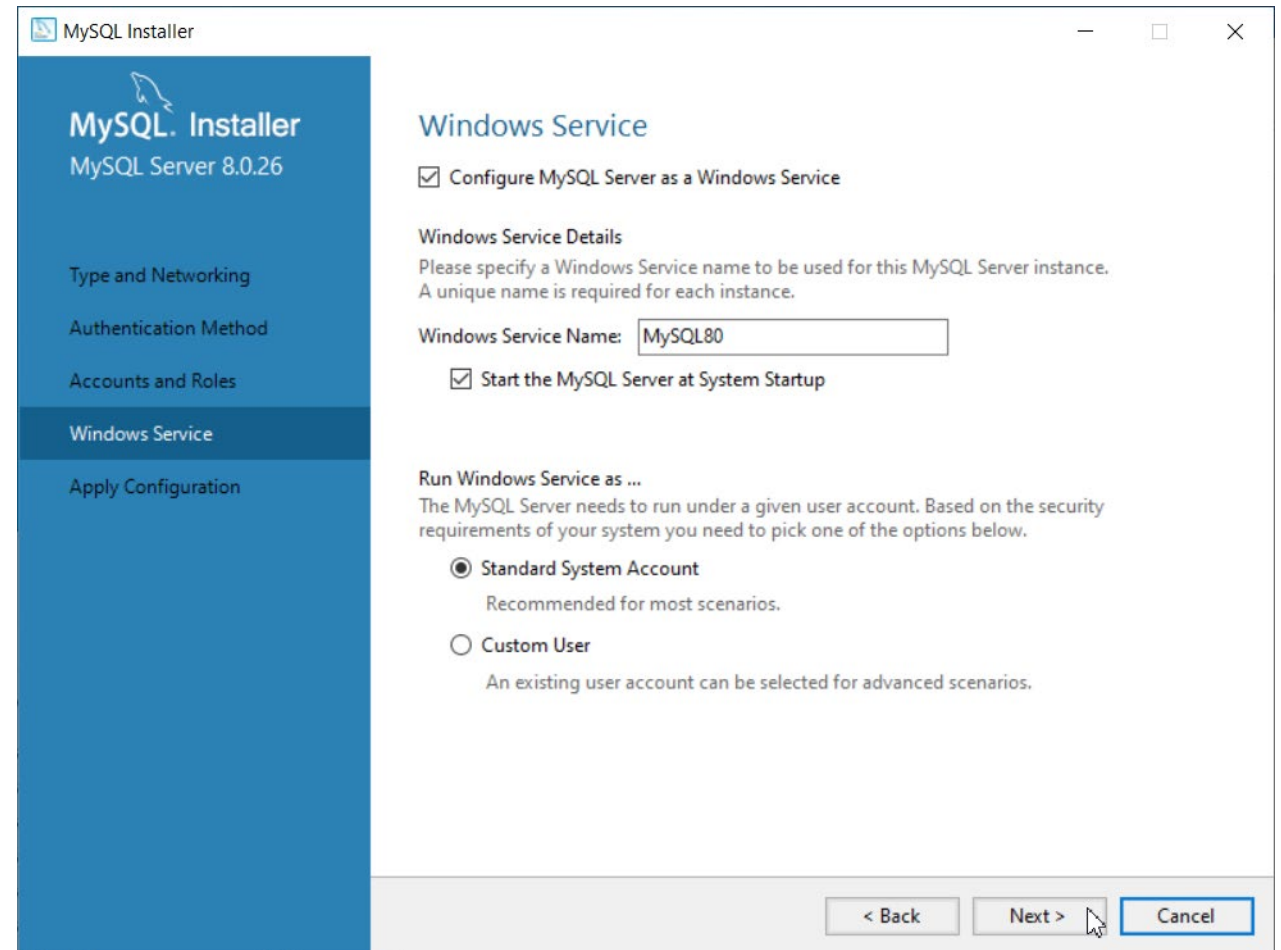 MySQL Installer
MySQL. Installer
MySQL Server 8.0.26
Type and Networking
Authentication Method
Accounts and Roles
Windows Service
Apply Configuration
Windows Service
Configure MySQL Server as a Windows Service
Windows Service Details
Please specify a Windows Service name to be used for this MySQL Server instance.
A unique name is required for each instance.
Windows Service Name: MySQL80
Start the MySQL Server at System Startup
Run Windows Service as ...
The MySQL Server needs to run under a given user account. Based on the security
requirements of your system you need to pick one of the options below.
Standard System Account
Recommended for most scenarios.
Custom User
An existing user account can be selected for advanced scenarios.
< Back Next > Cancel